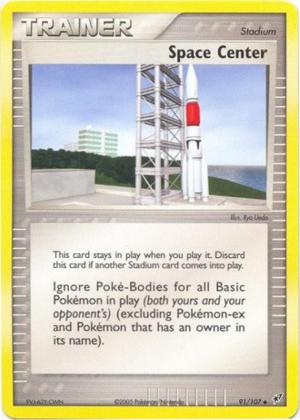 TRAINER
Stadium
Space Center
Illus. Ryo Ueda
This card stays in play when you play it. Discard
this card if another Stadium card comes into play.
Ignore Poké-Bodies for all Basic
Pokémon in play (both yours and your
opponent's) (excluding Pokémon-ex
and Pokémon that has an owner in
its name).
©2005 Pokémon/Nintendo
91/107